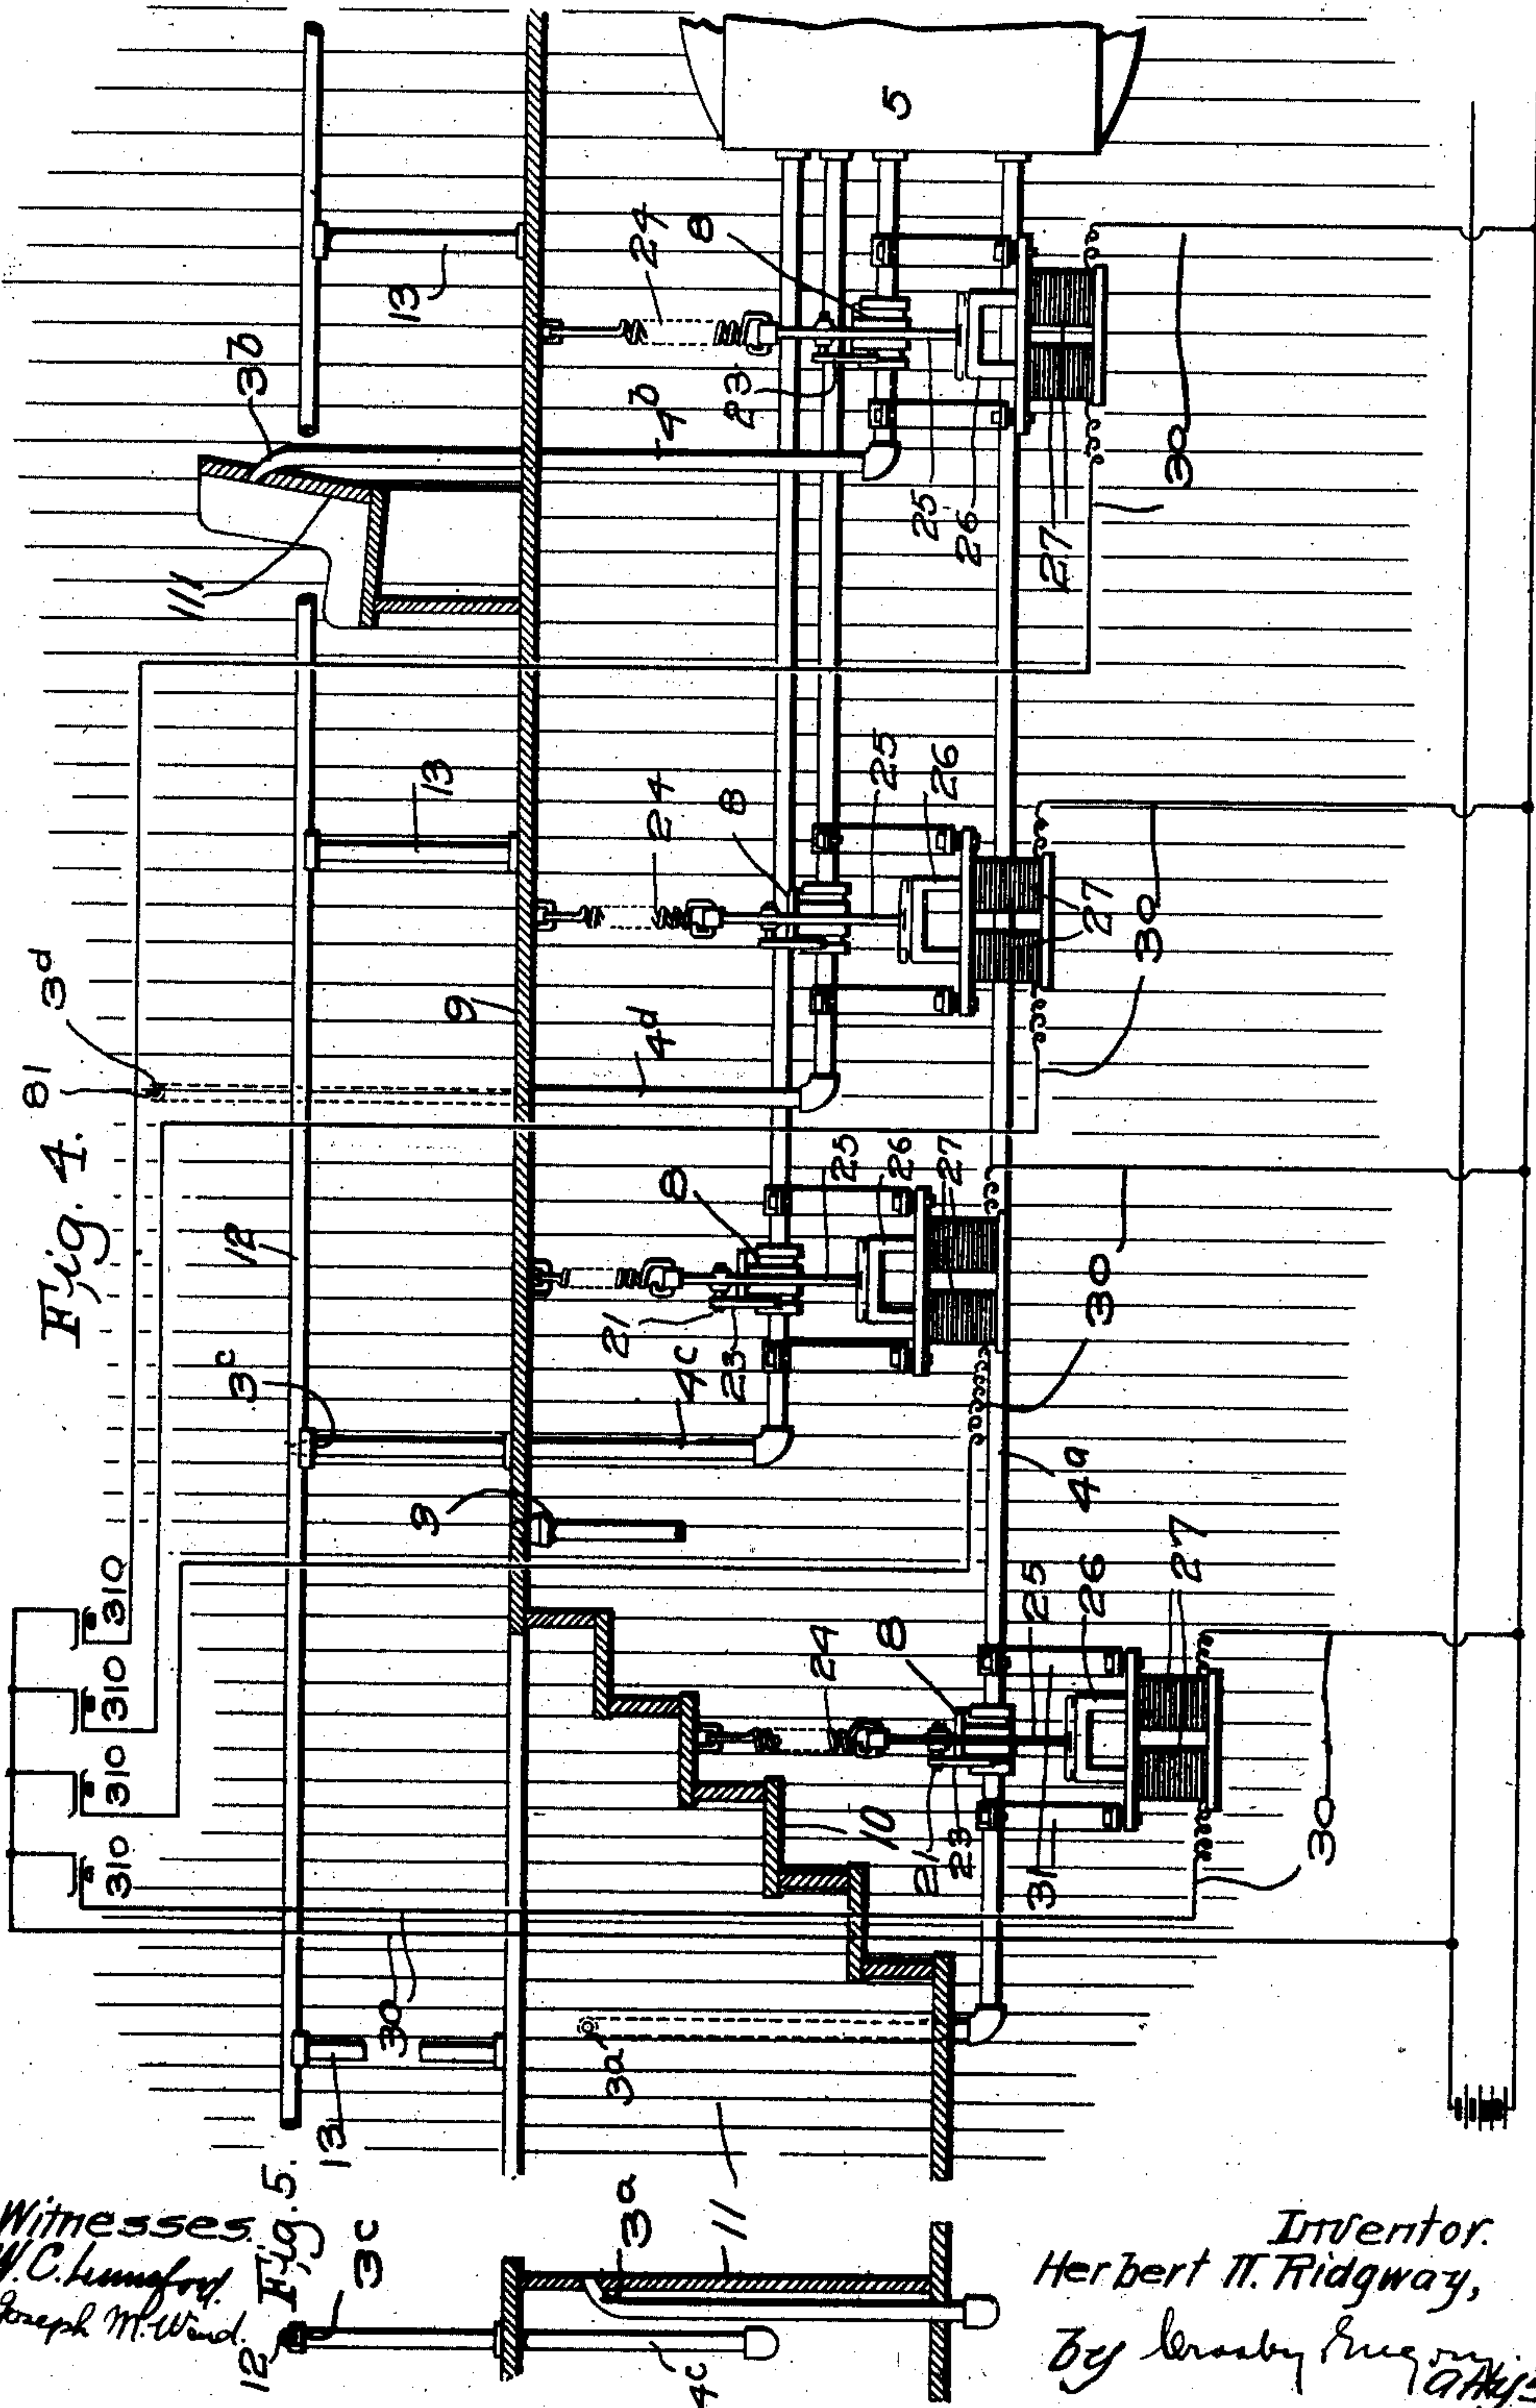 Fig. 4.
81
3d
3b
111
12
3c
9
13
13
13
30
9
10
11
3a
4a
4b
4c
4d
5
8
8
8
8
21
21
23
23
23
24
24
24
25
25
25
25
26
26
26
26
27
27
27
27
30
30
30
30
30
30
31
310
310
310
310
Fig. 5.
12
3c
3a
11
4c
Witnesses.
W. C. Lunsford.
Joseph M. Ward.
Inventor.
Herbert N. Ridgway,
by Crosby Gregory
attys